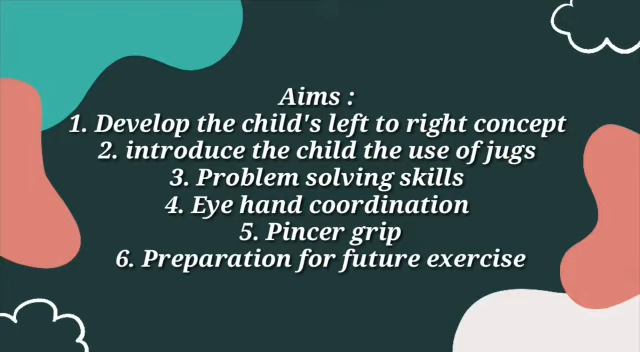 Aims :
1. Develop the child's left to right concept
2. introduce the child the use of jugs
3. Problem solving skills
4. Eye hand coordination
5. Pincer grip
6. Preparation for future exercise